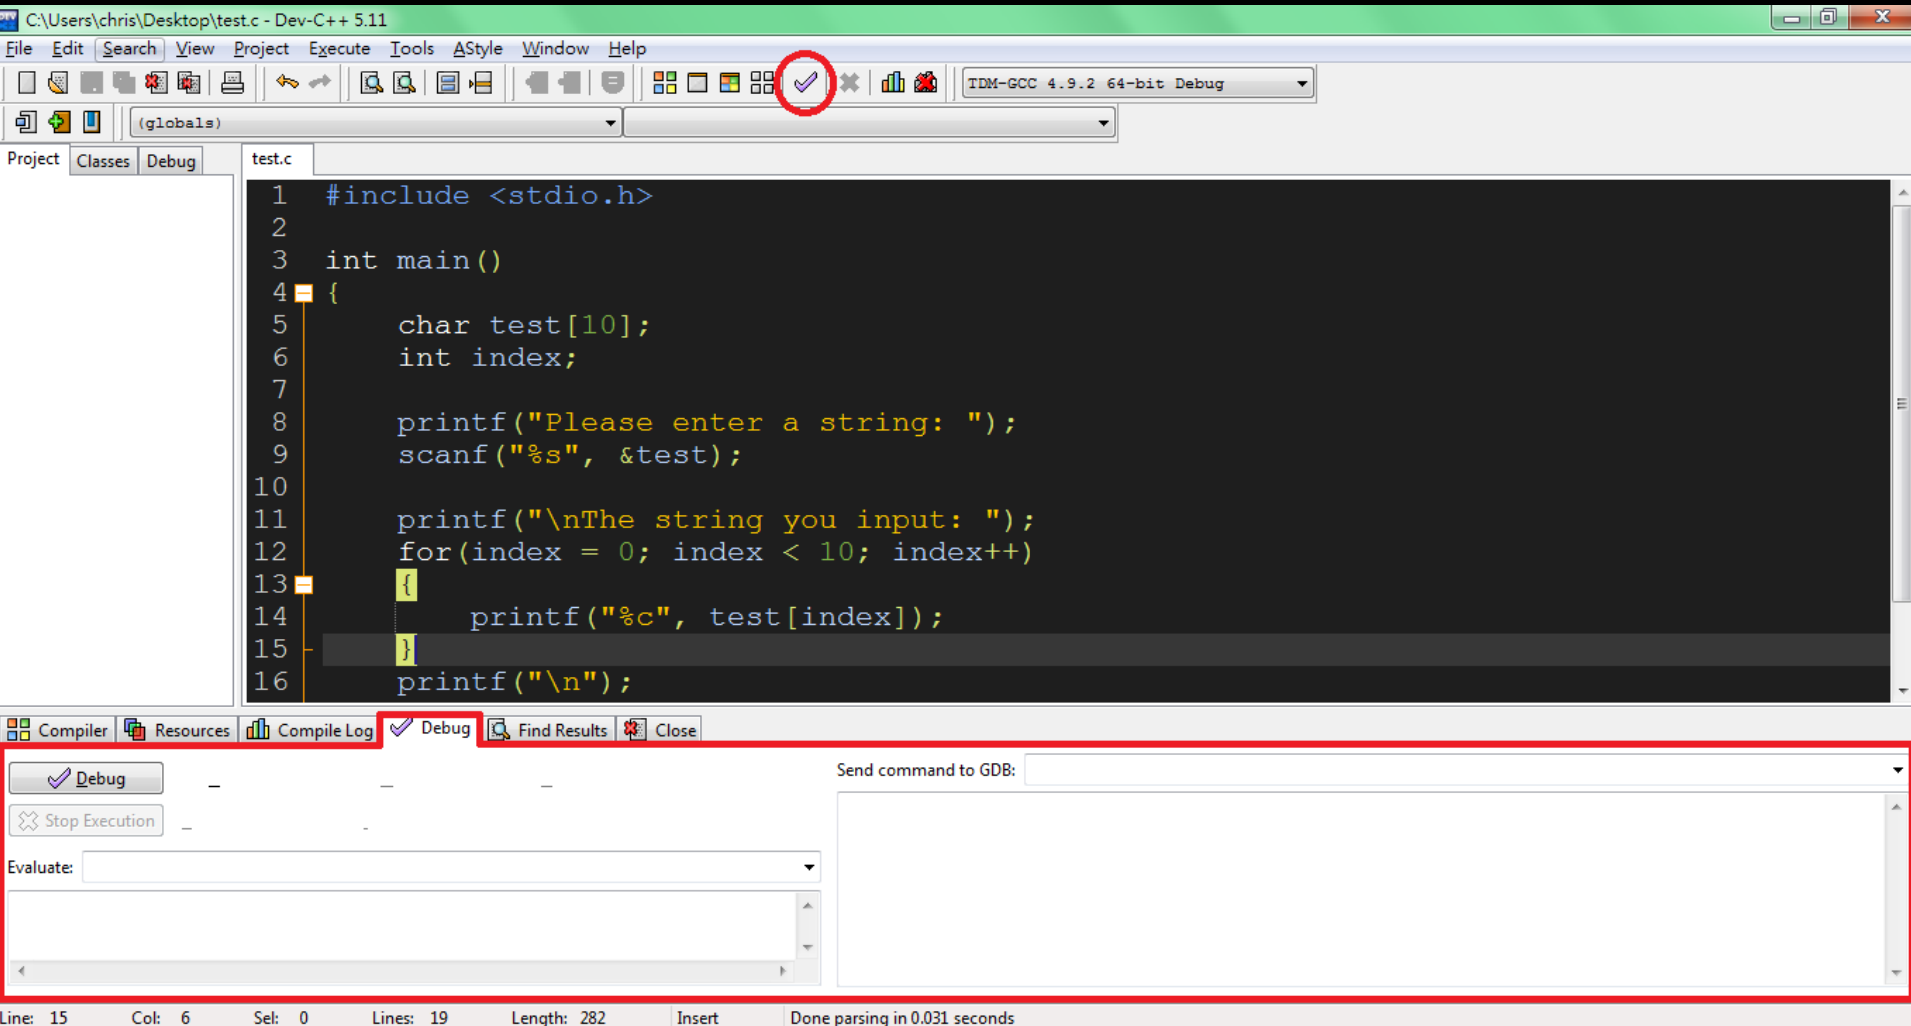 C:\Users\chris\Desktop\test.c - Dev-C++ 5.11
File Edit Search View Project Execute Tools AStyle Window Help
TDM-GCC 4.9.2 64-bit Debug
(globals)
Project Classes Debug test.c
1 #include <stdio.h>
2
3 int main()
4 {
5 char test[10];
6 int index;
7
8 printf("Please enter a string: ");
9 scanf("%s", &test);
10
11 printf("\nThe string you input: ");
12 for(index = 0; index < 10; index++)
13 {
14 printf("%c", test[index]);
15 }
16 printf("\n");
Compiler Resources Compile Log Debug Find Results Close
Debug Send command to GDB:
Stop Execution
Evaluate:
Line: 15 Col: 6 Sel: 0 Lines: 19 Length: 282 Insert Done parsing in 0.031 seconds